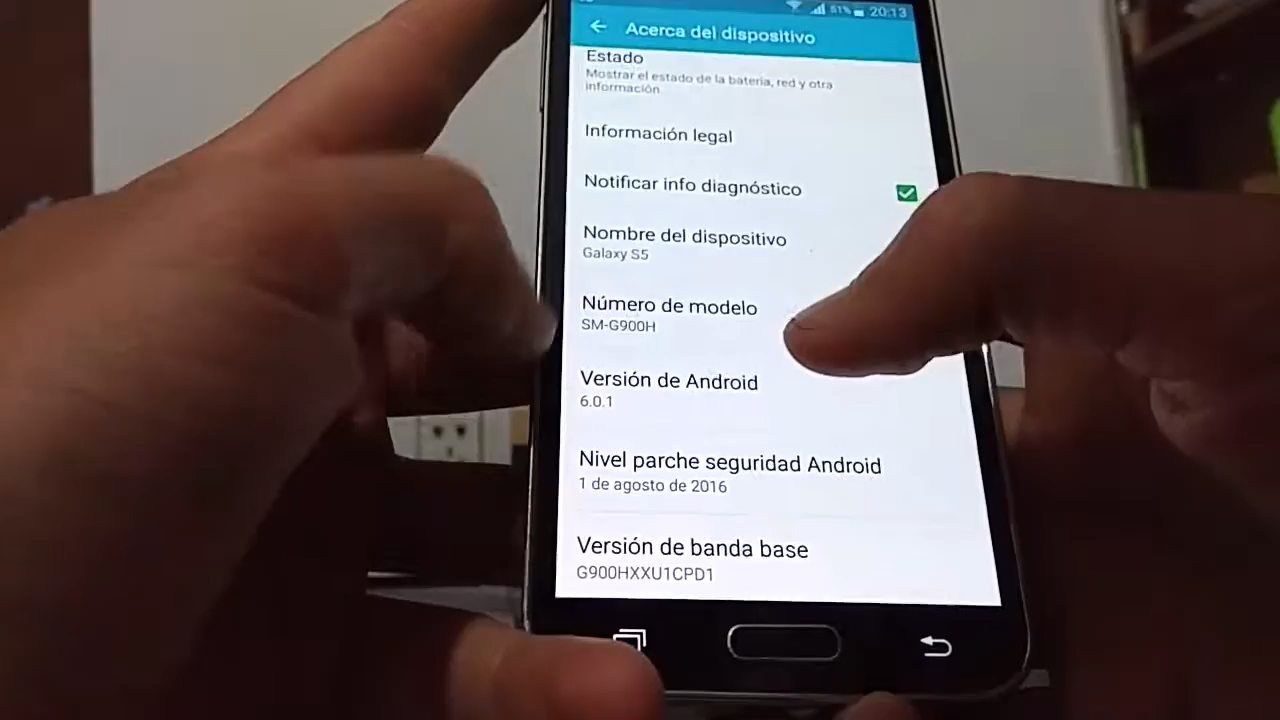 51% 20:13
Acerca del dispositivo
Estado
Mostrar el estado de la batería, red y otra
información
Información legal
Notificar info diagnóstico
Nombre del dispositivo
Galaxy S5
Número de modelo
SM-G900H
Versión de Android
6.0.1
Nivel parche seguridad Android
1 de agosto de 2016
Versión de banda base
G900HXXU1CPD1